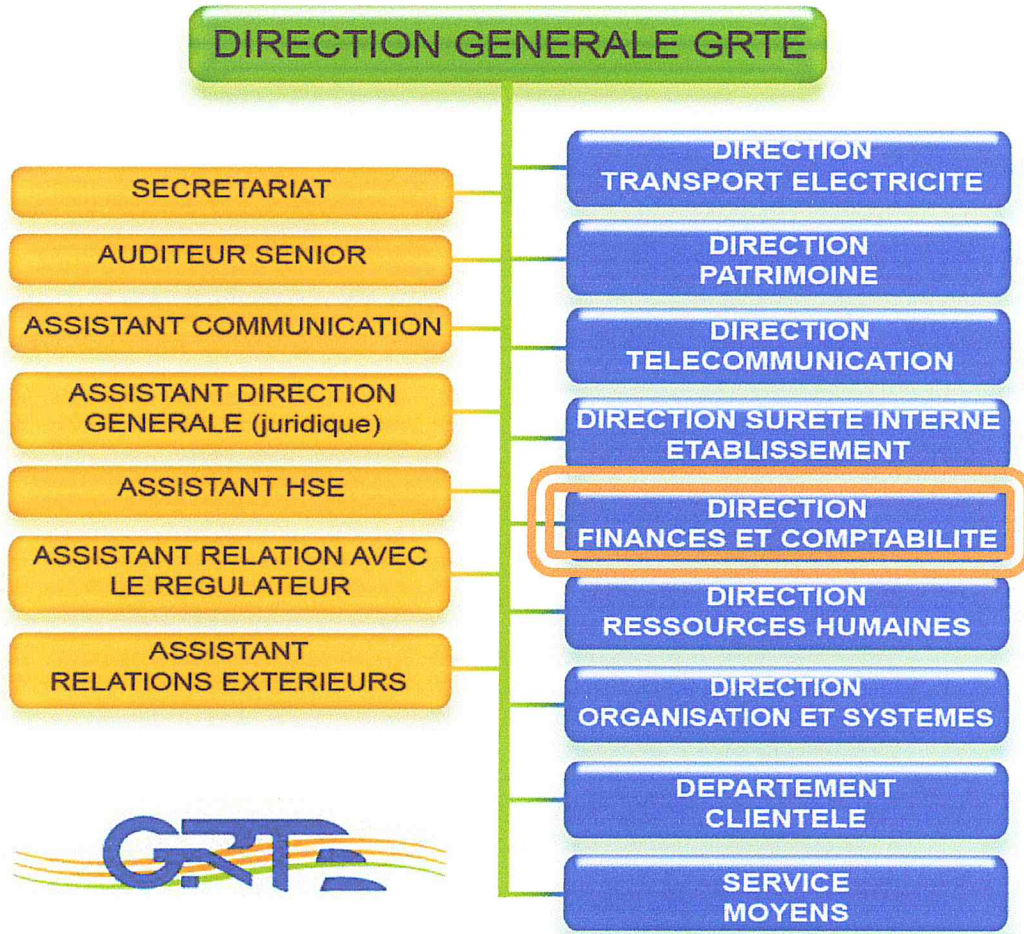 DIRECTION GENERALE GRTE
SECRETARIAT
AUDITEUR SENIOR
ASSISTANT COMMUNICATION
ASSISTANT DIRECTION
GENERALE (juridique)
ASSISTANT HSE
ASSISTANT RELATION AVEC
LE REGULATEUR
ASSISTANT
RELATIONS EXTERIEURS
DIRECTION
TRANSPORT ELECTRICITE
DIRECTION
PATRIMOINE
DIRECTION
TELECOMMUNICATION
DIRECTION SURETE INTERNE
ETABLISSEMENT
DIRECTION
FINANCES ET COMPTABILITE
DIRECTION
RESSOURCES HUMAINES
DIRECTION
ORGANISATION ET SYSTEMES
DEPARTEMENT
CLIENTELE
SERVICE
MOYENS
GRTE